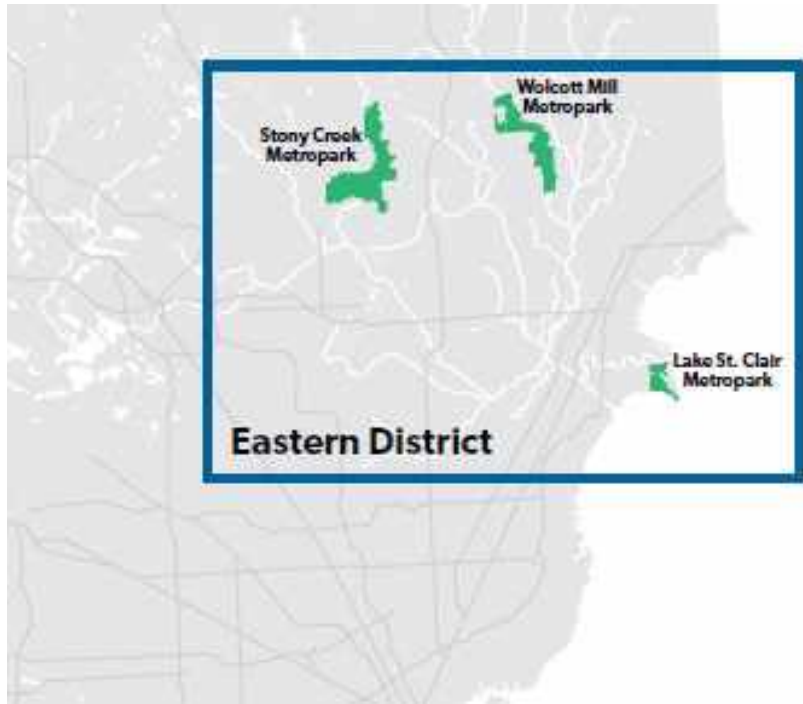 Wolcott Mill
Metropark
Stony Creek
Metropark
Lake St. Clair
Metropark
Eastern District